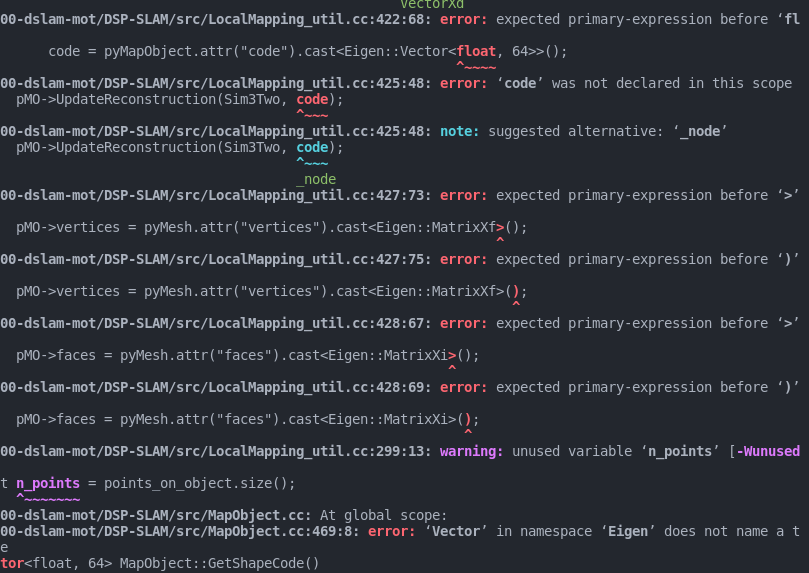 VectorXd
00-dslam-mot/DSP-SLAM/src/LocalMapping_util.cc:422:68: error: expected primary-expression before ‘fl
code = pyMapObject.attr("code").cast<Eigen::Vector<float, 64>>();
^~~~~
00-dslam-mot/DSP-SLAM/src/LocalMapping_util.cc:425:48: error: ‘code’ was not declared in this scope
pMO->UpdateReconstruction(Sim3Two, code);
^~~~
00-dslam-mot/DSP-SLAM/src/LocalMapping_util.cc:425:48: note: suggested alternative: ‘_node’
pMO->UpdateReconstruction(Sim3Two, code);
^~~~
_node
00-dslam-mot/DSP-SLAM/src/LocalMapping_util.cc:427:73: error: expected primary-expression before ‘>’
pMO->vertices = pyMesh.attr("vertices").cast<Eigen::MatrixXf>();
^
00-dslam-mot/DSP-SLAM/src/LocalMapping_util.cc:427:75: error: expected primary-expression before ‘)’
pMO->vertices = pyMesh.attr("vertices").cast<Eigen::MatrixXf>();
^
00-dslam-mot/DSP-SLAM/src/LocalMapping_util.cc:428:67: error: expected primary-expression before ‘>’
pMO->faces = pyMesh.attr("faces").cast<Eigen::MatrixXi>();
^
00-dslam-mot/DSP-SLAM/src/LocalMapping_util.cc:428:69: error: expected primary-expression before ‘)’
pMO->faces = pyMesh.attr("faces").cast<Eigen::MatrixXi>();
^
00-dslam-mot/DSP-SLAM/src/LocalMapping_util.cc:299:13: warning: unused variable ‘n_points’ [-Wunused
t n_points = points_on_object.size();
^~~~~~~~
00-dslam-mot/DSP-SLAM/src/MapObject.cc: At global scope:
00-dslam-mot/DSP-SLAM/src/MapObject.cc:469:8: error: ‘Vector’ in namespace ‘Eigen’ does not name a t
e
tor<float, 64> MapObject::GetShapeCode()